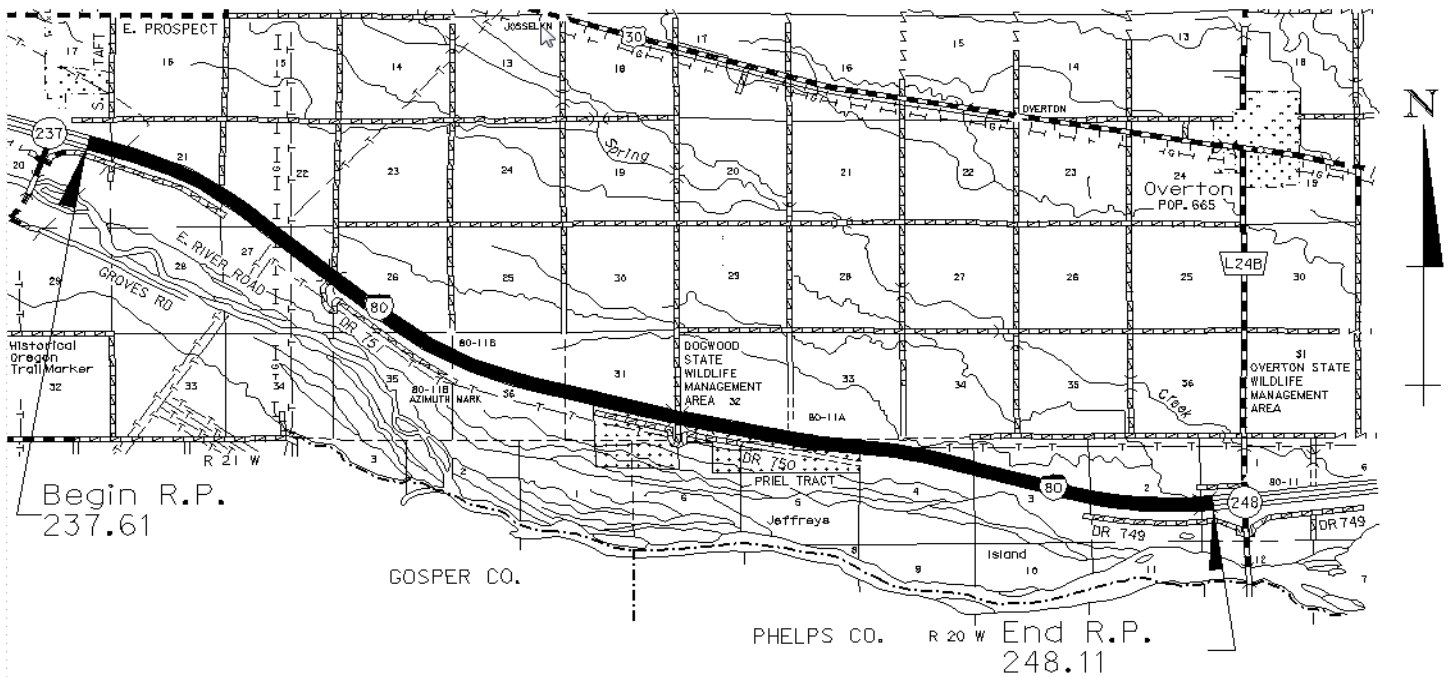 E. PROSPECT
S. TAFT
JOSSELYN
30
17
16
15
14
13
18
17
16
15
14
13
18
N
OVERTON
237
20
21
22
23
24
19
20
21
22
23
24
19
Spring
Overton
POP. 665
L24B
29
28
27
26
25
30
29
28
27
26
25
30
E. RIVER ROAD
GROVES RD
80
DR 751
Historical
Oregon
Trail Marker
32
33
34
35
36
31
80-11B
80-11B
AZIMUTH MARK
DOGWOOD
STATE
WILDLIFE
MANAGEMENT
AREA 32
33
34
35
36
31
80-11A
Creek
OVERTON STATE
WILDLIFE
MANAGEMENT
AREA
R 21 W
3
2
1
6
5
4
3
2
1
6
DR 750
PRIEL TRACT
80
80-11
248
Jeffreys
Island
DR 749
DR 749
8
9
10
11
12
7
Begin R.P.
237.61
GOSPER CO.
PHELPS CO.
R 20 W
End R.P.
248.11